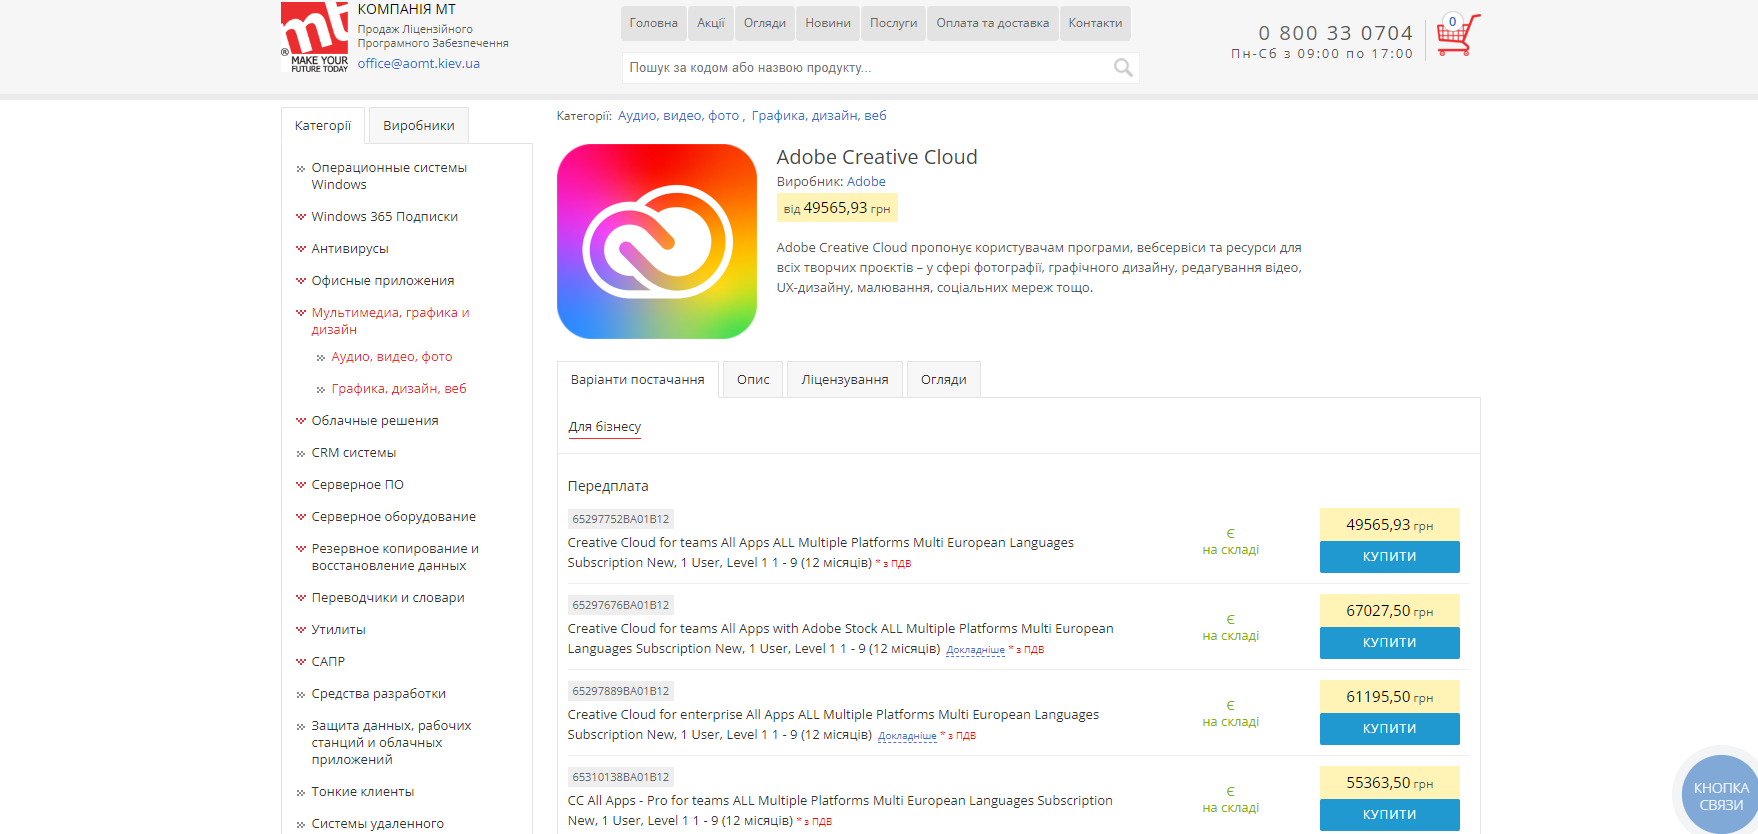 mt
®
MAKE YOUR
FUTURE TODAY
КОМПАНІЯ МТ
Продаж Ліцензійного
Програмного Забезпечення
office@aomt.kiev.ua
Головна
Акції
Огляди
Новини
Послуги
Оплата та доставка
Контакти
Пошук за кодом або назвою продукту...
0 800 33 0704
Пн-Сб з 09:00 по 17:00
0
Категорії
Виробники
Операционные системы
Windows
Windows 365 Подписки
Антивирусы
Офисные приложения
Мультимедиа, графика и
дизайн
Аудио, видео, фото
Графика, дизайн, веб
Облачные решения
CRM системы
Серверное ПО
Серверное оборудование
Резервное копирование и
восстановление данных
Переводчики и словари
Утилиты
САПР
Средства разработки
Защита данных, рабочих
станций и облачных
приложений
Тонкие клиенты
Системы удаленного
Категорії: Аудио, видео, фото , Графика, дизайн, веб
Adobe Creative Cloud
Виробник: Adobe
від 49565,93 грн
Adobe Creative Cloud пропонує користувачам програми, вебсервіси та ресурси для
всіх творчих проєктів – у сфері фотографії, графічного дизайну, редагування відео,
UX-дизайну, малювання, соціальних мереж тощо.
Варіанти постачання
Опис
Ліцензування
Огляди
Для бізнесу
Передплата
65297752BA01B12
Creative Cloud for teams All Apps ALL Multiple Platforms Multi European Languages
Subscription New, 1 User, Level 1 1 - 9 (12 місяців) * з ПДВ
Є
на складі
49565,93 грн
КУПИТИ
65297676BA01B12
Creative Cloud for teams All Apps with Adobe Stock ALL Multiple Platforms Multi European
Languages Subscription New, 1 User, Level 1 1 - 9 (12 місяців) Докладніше * з ПДВ
Є
на складі
67027,50 грн
КУПИТИ
65297889BA01B12
Creative Cloud for enterprise All Apps ALL Multiple Platforms Multi European Languages
Subscription New, 1 User, Level 1 1 - 9 (12 місяців) Докладніше * з ПДВ
Є
на складі
61195,50 грн
КУПИТИ
65310138BA01B12
CC All Apps - Pro for teams ALL Multiple Platforms Multi European Languages Subscription
New, 1 User, Level 1 1 - 9 (12 місяців) * з ПДВ
Є
на складі
55363,50 грн
КУПИТИ
КНОПКА
СВЯЗИ